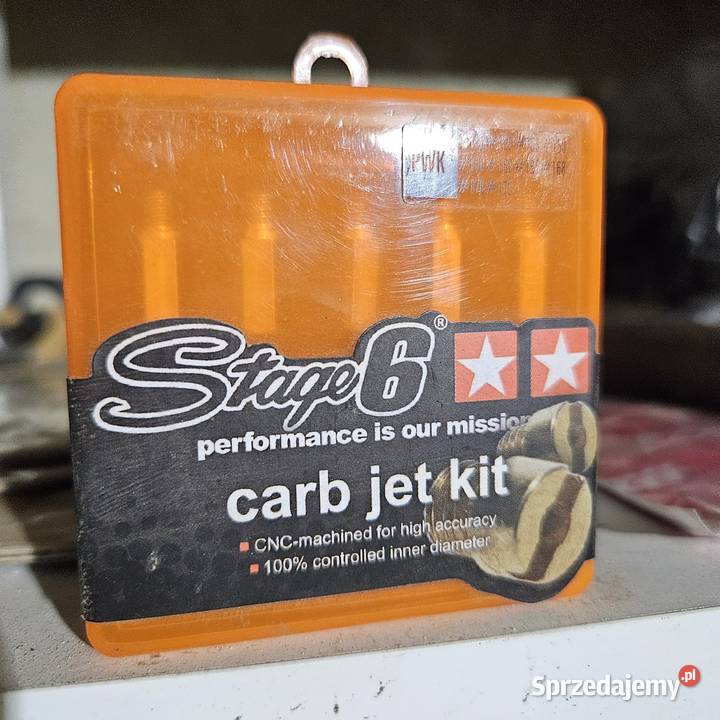 PWK
Stage6®
performance is our mission
carb jet kit
CNC-machined for high accuracy
100% controlled inner diameter
Sprzedajemy.pl